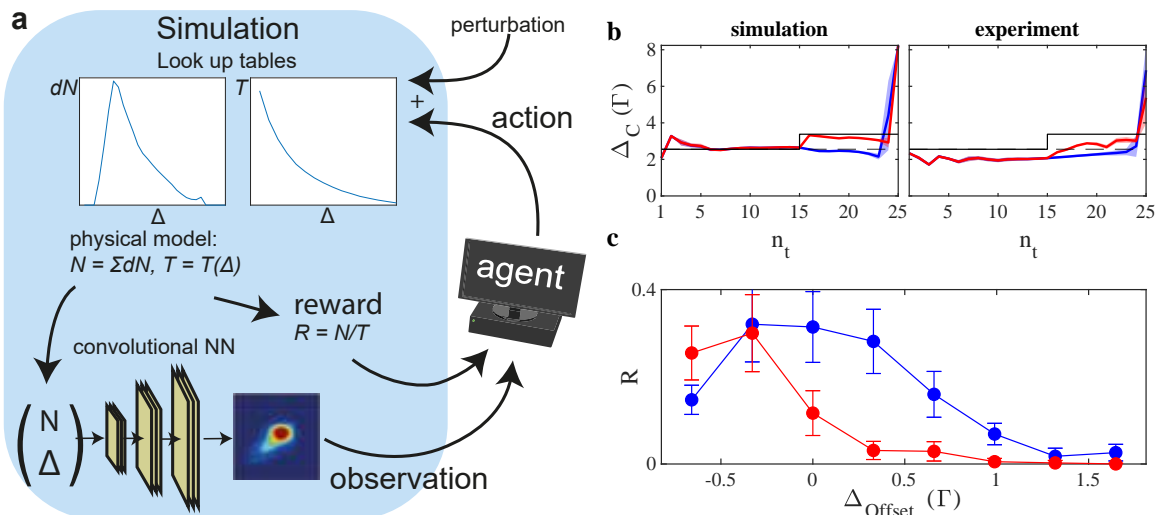 a
Simulation
Look up tables
perturbation
dN
T
+
action
Δ
Δ
physical model:
N = ΣdN, T = T(Δ)
agent
reward
R = N/T
convolutional NN
N
Δ
observation
b
simulation
experiment
Δ_C (Γ)
8
6
4
2
0
1 5 10 15 20 25
5 10 15 20 25
n_t
n_t
c
R
0.4
0
-0.5 0 0.5 1 1.5
Δ_Offset (Γ)